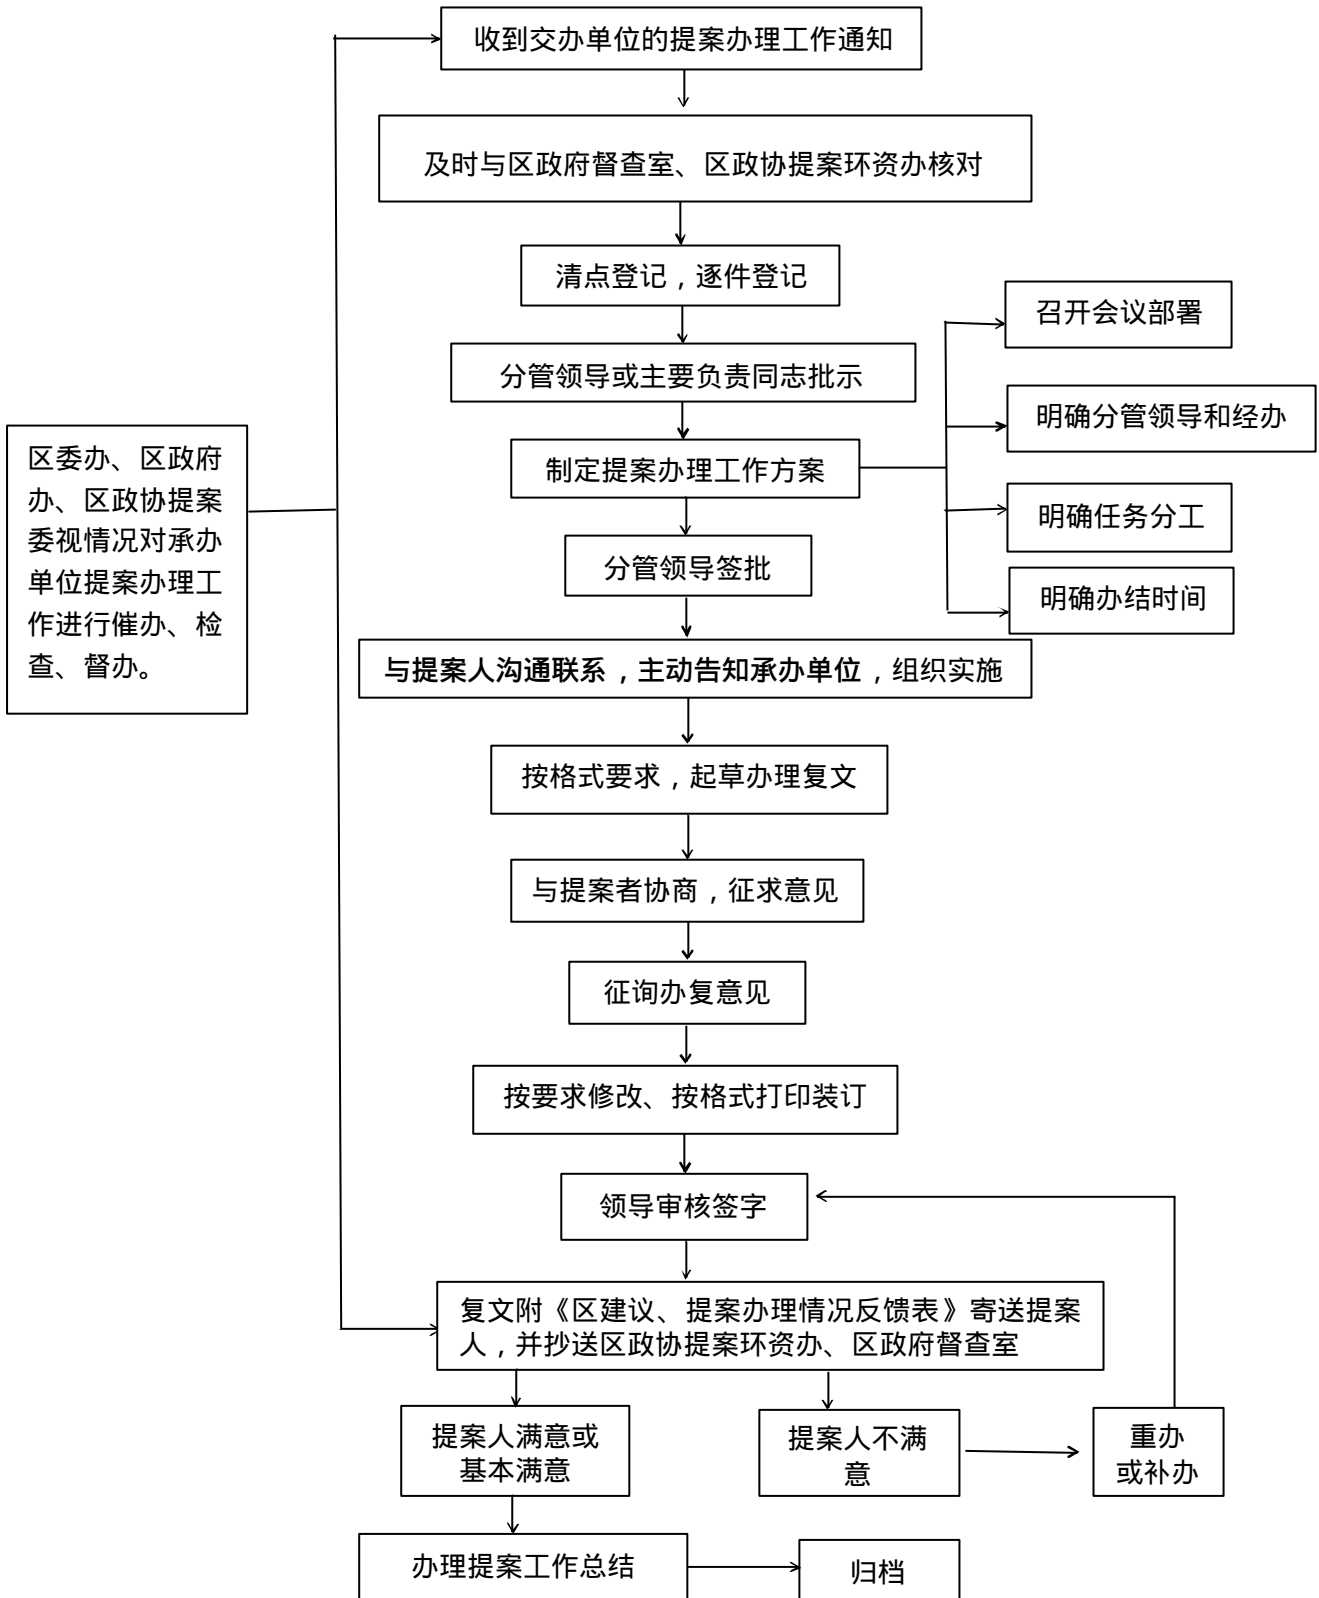 收到交办单位的提案办理工作通知
及时与区政府督查室、区政协提案环资办核对
清点登记，逐件登记
分管领导或主要负责同志批示
制定提案办理工作方案
召开会议部署
明确分管领导和经办
明确任务分工
明确办结时间
区委办、区政府
办、区政协提案
委视情况对承办
单位提案办理工
作进行催办、检
查、督办。
分管领导签批
与提案人沟通联系，主动告知承办单位，组织实施
按格式要求，起草办理复文
与提案者协商，征求意见
征询办复意见
按要求修改、按格式打印装订
领导审核签字
复文附《区建议、提案办理情况反馈表》寄送提案
人，并抄送区政协提案环资办、区政府督查室
提案人满意或
基本满意
提案人不满
意
重办
或补办
办理提案工作总结
归档